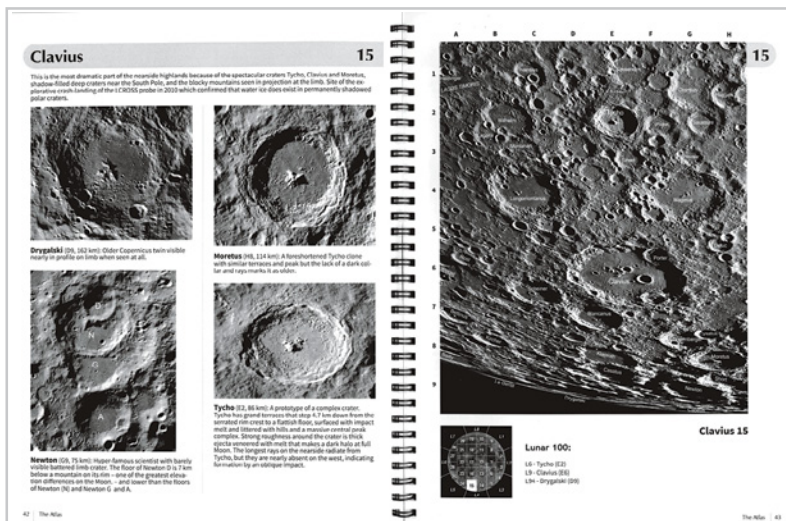 Clavius 15
This is the most dramatic part of the nearside highlands because of the spectacular craters Tycho, Clavius and Moretus,
shadow-filled deep craters near the South Pole, and the blocky mountains seen in projection at the limb. Site of the ex-
plorative crash-landing of the LCROSS probe in 2010 which confirmed that water ice does exist in permanently shadowed
polar craters.
Drygalski (D9, 162 km): Older Copernicus twin visible
nearly in profile on limb when seen at all.
Moretus (H8, 114 km): A foreshortened Tycho clone
with similar terraces and peak but the lack of a dark col-
lar and rays marks it as older.
D
N
G
A
Newton (G9, 75 km): Hyper-famous scientist with barely
visible battered limb crater. The floor of Newton D is 7 km
below a mountain on its rim – one of the greatest eleva-
tion differences on the Moon. – and lower than the floors
of Newton (N) and Newton G and A.
Tycho (E2, 86 km): A prototype of a complex crater.
Tycho has grand terraces that step 4.7 km down from the
serrated rim crest to a flattish floor, surfaced with impact
melt and littered with hills and a massive central peak
complex. Strong roughness around the crater is thick
ejecta veneered with melt that makes a dark halo at full
Moon. The longest rays on the nearside radiate from
Tycho, but they are nearly absent on the west, indicating
formation by an oblique impact.
42 The Atlas
A B C D E F G H
15
1
2
3
4
5
6
7
8
9
Wilhelm
Longomontanus
Maginus
Clavius
Blancanus
Moretus
Clavius 15
Lunar 100:
L6 - Tycho (E2)
L9 - Clavius (E6)
L94 - Drygalski (D9)
The Atlas 43